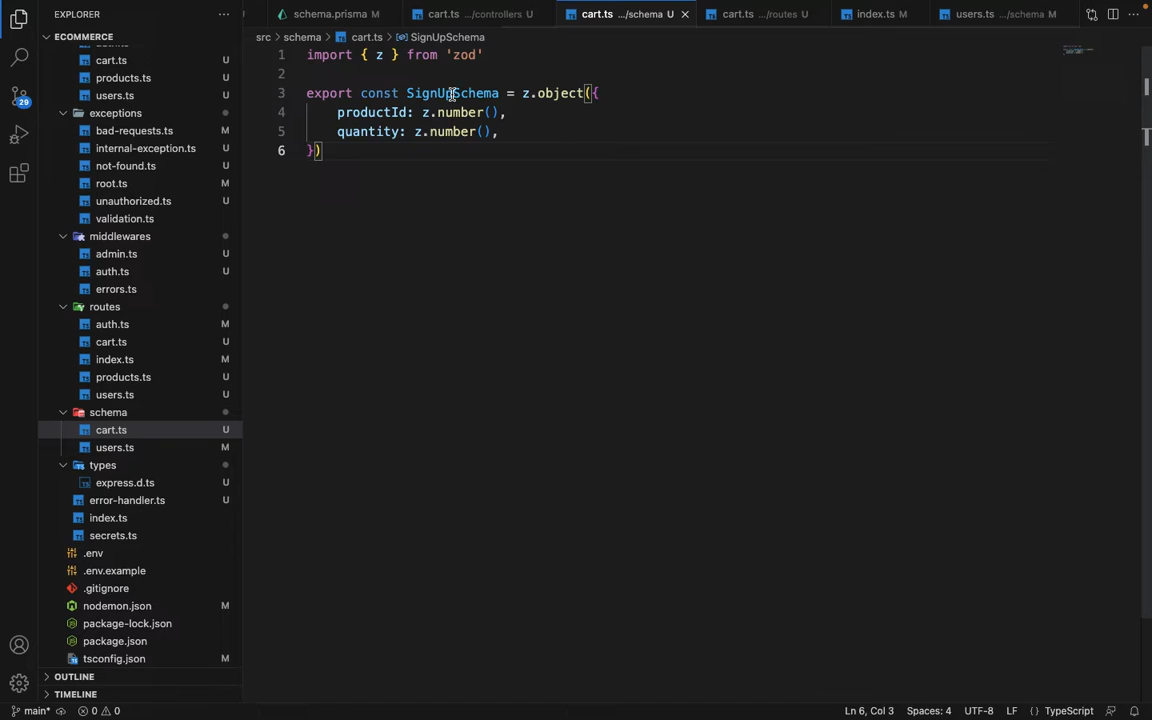 EXPLORER
ECOMMERCE
cart.ts U
products.ts U
users.ts U
exceptions
bad-requests.ts U
internal-exception.ts U
not-found.ts U
root.ts M
unauthorized.ts U
validation.ts U
middlewares
admin.ts U
auth.ts U
errors.ts U
routes
auth.ts M
cart.ts U
index.ts M
products.ts U
users.ts U
schema
cart.ts U
users.ts M
types
express.d.ts U
error-handler.ts U
index.ts
secrets.ts
.env
.env.example
.gitignore
nodemon.json M
package-lock.json
package.json
tsconfig.json M
OUTLINE
TIMELINE
29
schema.prisma M
cart.ts .../controllers U
cart.ts .../schema U
cart.ts .../routes U
index.ts M
users.ts .../schema M
src > schema > cart.ts > SignUpSchema
1 import { z } from 'zod'
2
3 export const SignUpSchema = z.object({
4 productId: z.number(),
5 quantity: z.number(),
6 })
main* 0 0 Ln 6, Col 3 Spaces: 4 UTF-8 LF {} TypeScript